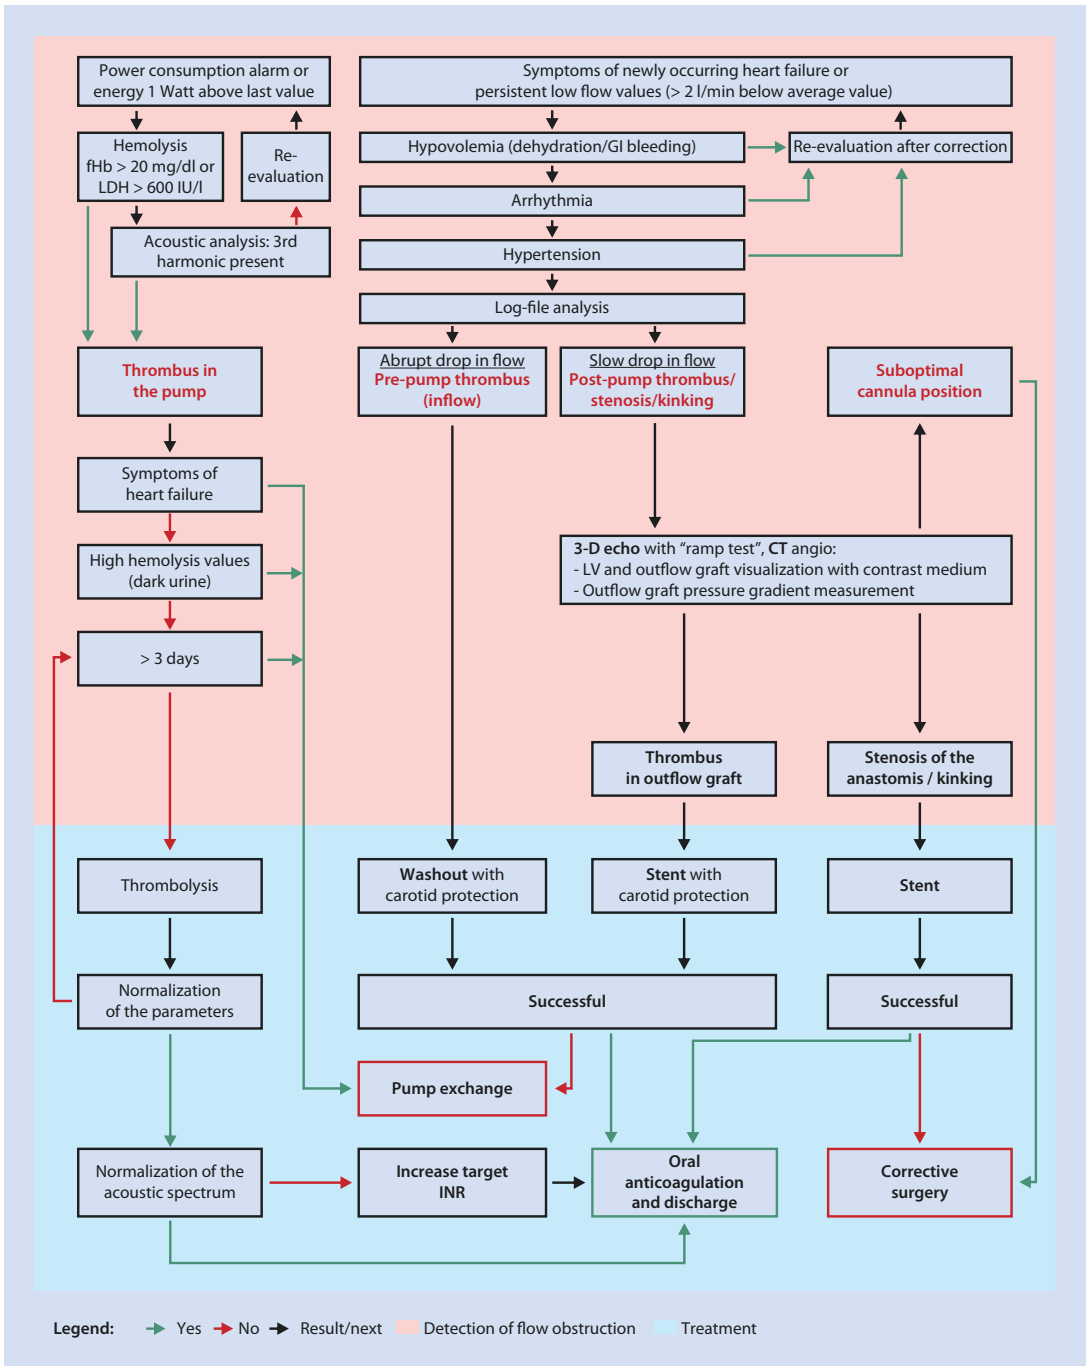 Power consumption alarm or
energy 1 Watt above last value
Hemolysis
fHb > 20 mg/dl or
LDH > 600 IU/l
Re-
evaluation
Acoustic analysis: 3rd
harmonic present
Symptoms of newly occurring heart failure or
persistent low flow values (> 2 l/min below average value)
Hypovolemia (dehydration/GI bleeding)
Re-evaluation after correction
Arrhythmia
Hypertension
Log-file analysis
Thrombus in
the pump
Abrupt drop in flow
Pre-pump thrombus
(inflow)
Slow drop in flow
Post-pump thrombus/
stenosis/kinking
Suboptimal
cannula position
Symptoms of
heart failure
High hemolysis values
(dark urine)
> 3 days
3-D echo with “ramp test”, CT angio:
- LV and outflow graft visualization with contrast medium
- Outflow graft pressure gradient measurement
Thrombus
in outflow graft
Stenosis of the
anastomis / kinking
Thrombolysis
Washout with
carotid protection
Stent with
carotid protection
Stent
Normalization
of the parameters
Successful
Successful
Pump exchange
Normalization of the
acoustic spectrum
Increase target
INR
Oral
anticoagulation
and discharge
Corrective
surgery
Legend: Yes No Result/next Detection of flow obstruction Treatment